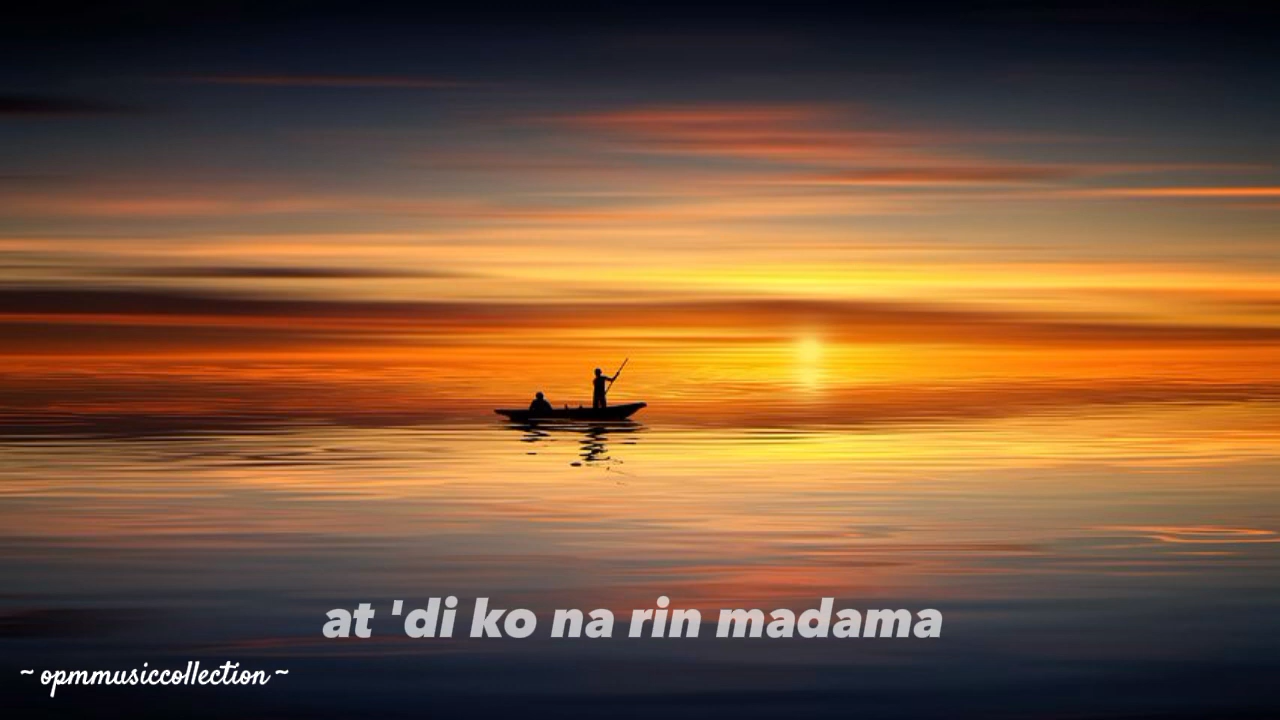 at 'di ko na rin madama
~ opmmusiccollection ~